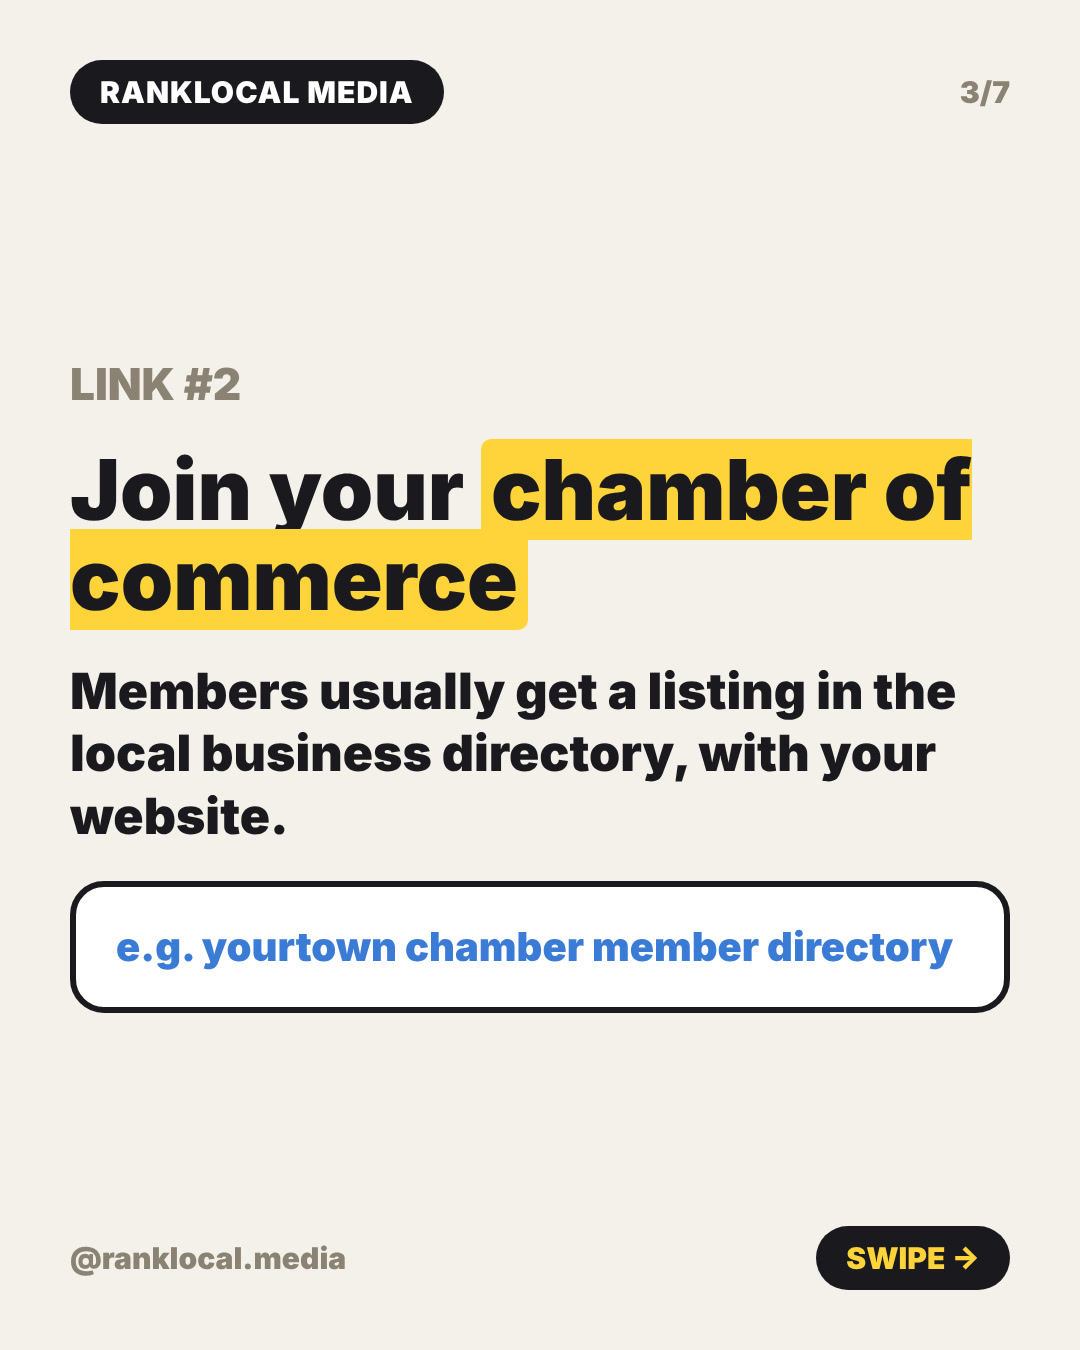 RANKLOCAL MEDIA
3/7
LINK #2
Join your chamber of
commerce
Members usually get a listing in the
local business directory, with your
website.
e.g. yourtown chamber member directory
@ranklocal.media
SWIPE →